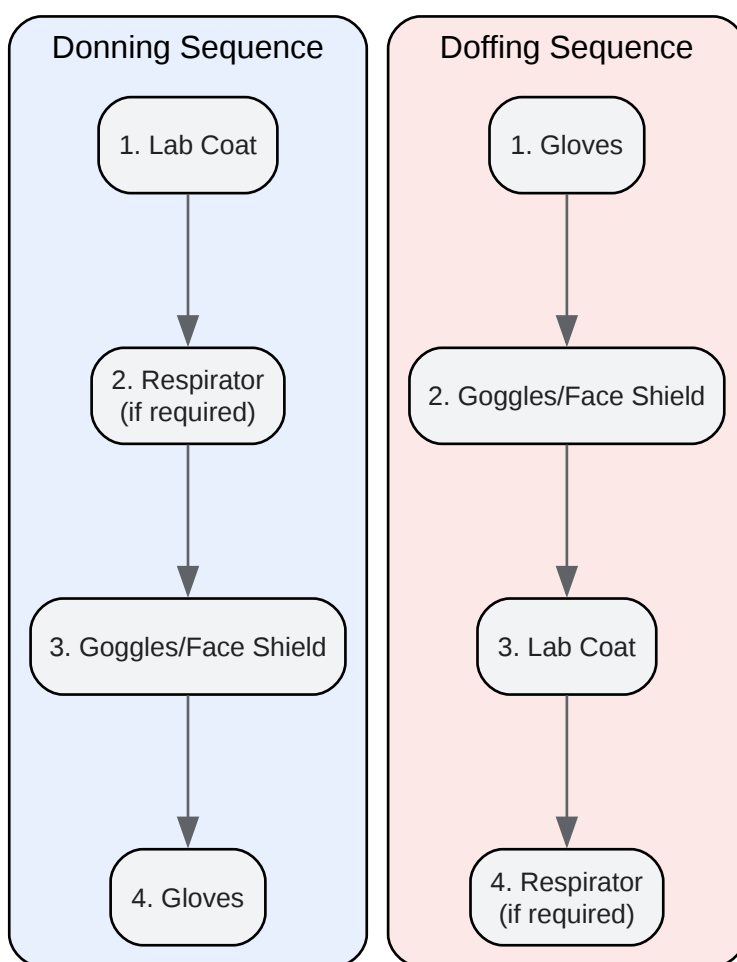 Donning Sequence
1. Lab Coat
2. Respirator
(if required)
3. Goggles/Face Shield
4. Gloves
Doffing Sequence
1. Gloves
2. Goggles/Face Shield
3. Lab Coat
4. Respirator
(if required)